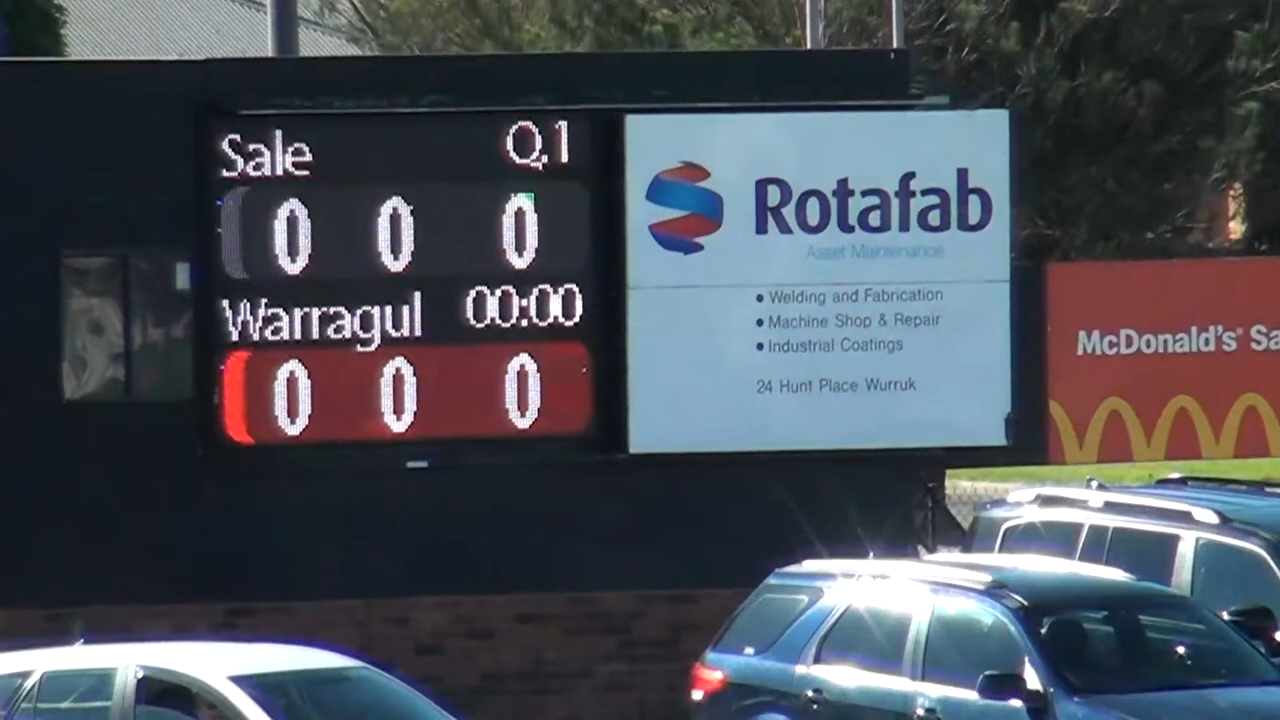 Sale Q.1
0 0 0
Warragul 00:00
0 0 0
Rotafab
Asset Maintenance
• Welding and Fabrication
• Machine Shop & Repair
• Industrial Coatings
24 Hunt Place Wurruk
McDonald's® Sa